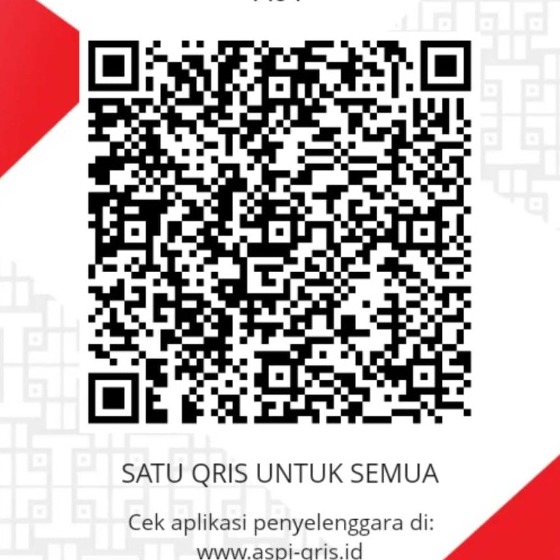 SATU QRIS UNTUK SEMUA
Cek aplikasi penyelenggara di:
www.aspi-qris.id